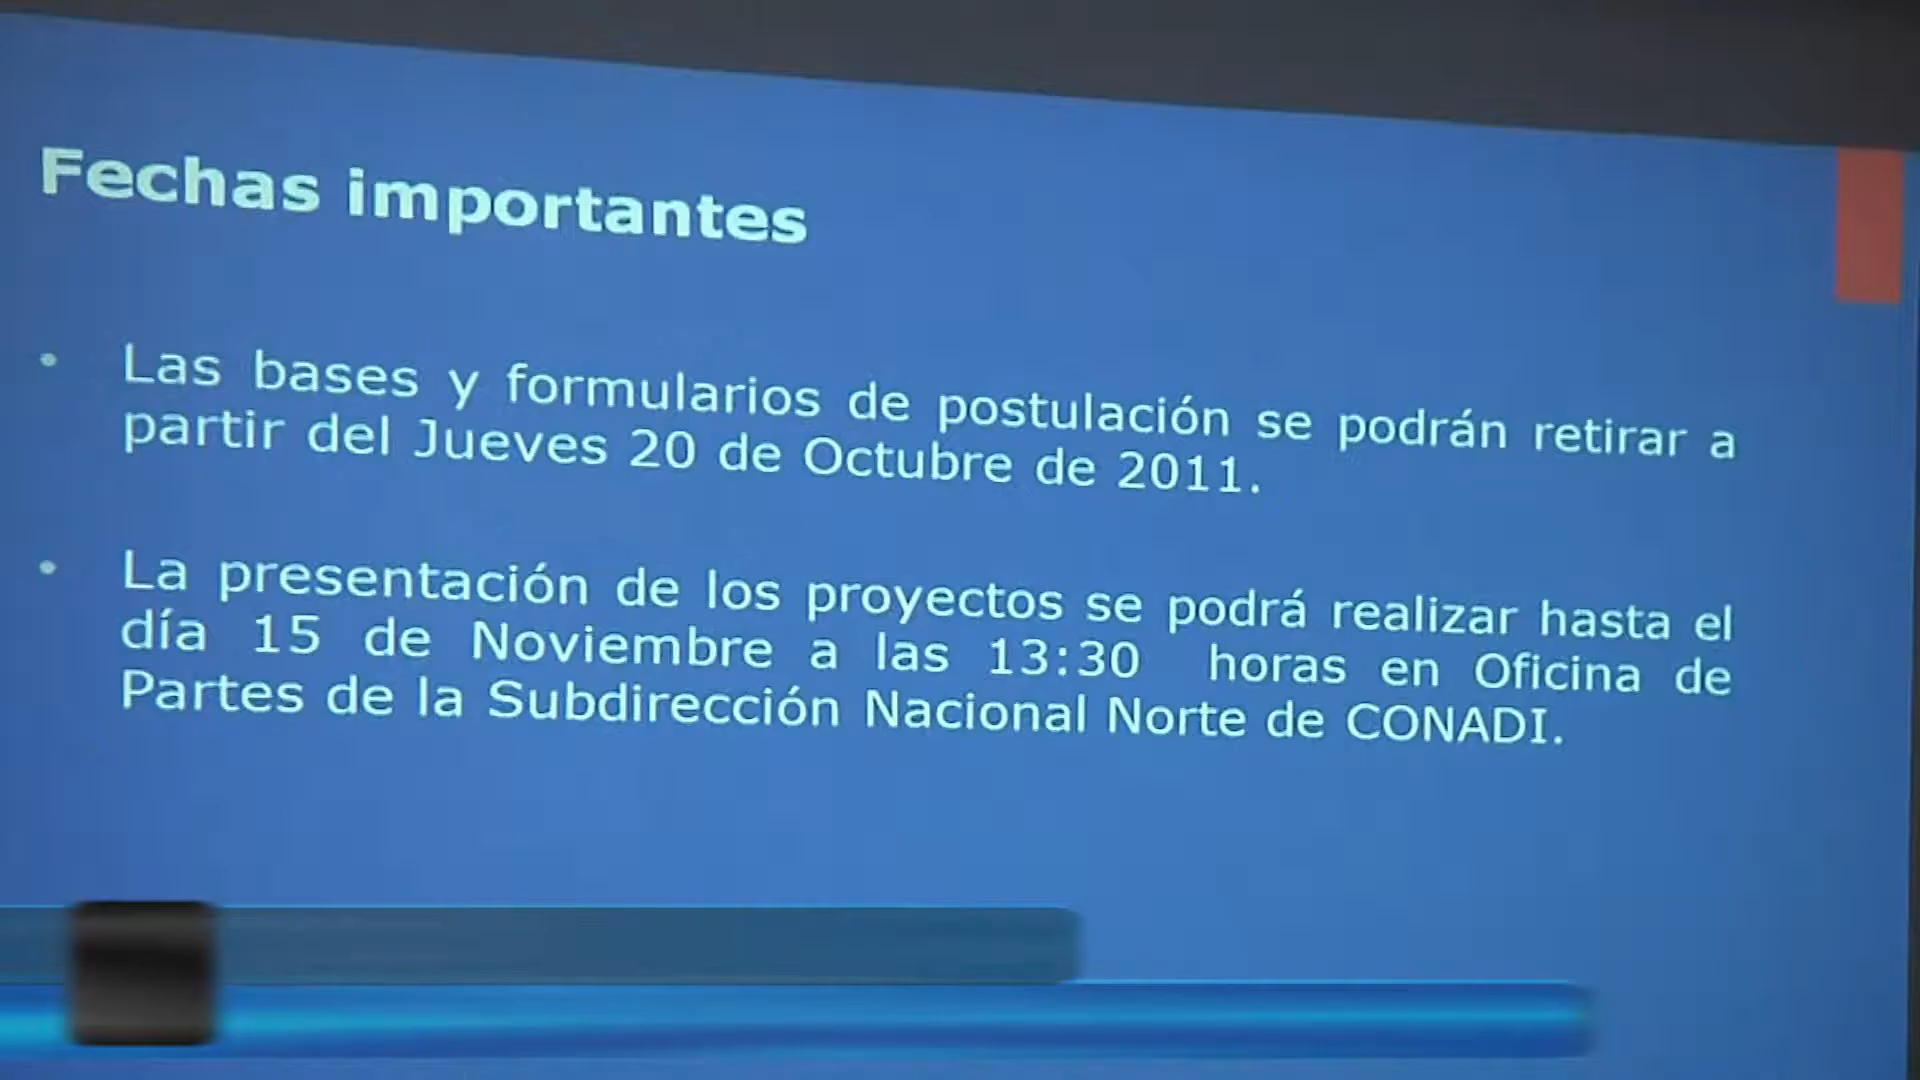 Fechas importantes
• Las bases y formularios de postulación se podrán retirar a
partir del Jueves 20 de Octubre de 2011.
• La presentación de los proyectos se podrá realizar hasta el
día 15 de Noviembre a las 13:30 horas en Oficina de
Partes de la Subdirección Nacional Norte de CONADI.